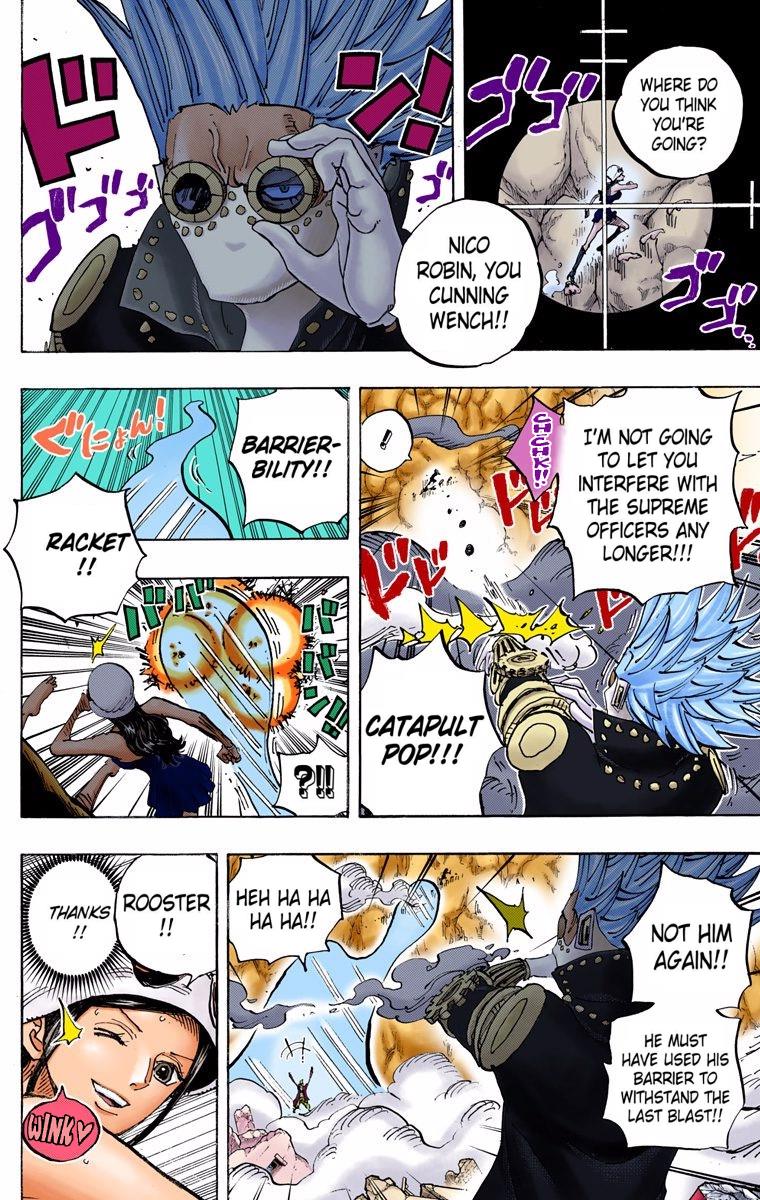 WHERE DO
YOU THINK
YOU'RE
GOING?
ゴゴ
ゴゴ
ド
ン!
ゴゴゴ
ゴ
NICO
ROBIN, YOU
CUNNING
WENCH!!
I'M NOT GOING
TO LET YOU
INTERFERE WITH
THE SUPREME
OFFICERS ANY
LONGER!!!
CHCHK!!
!!
ドド
ドド
CATAPULT
POP!!!
BARRIER-
BILITY!!
ぐにょん!
RACKET
!!
ババ
ババン!!
?!!
NOT HIM
AGAIN!!
HE MUST
HAVE USED HIS
BARRIER TO
WITHSTAND THE
LAST BLAST!!
HEH HA HA
HA HA!!
ROOSTER
!!
THANKS
!!
WINK♡